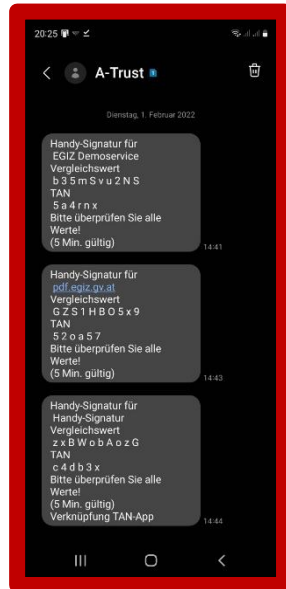 20:25
A-Trust
Dienstag, 1. Februar 2022
Handy-Signatur für
EGIZ Demoservice
Vergleichswert
b 3 5 m S v u 2 N S
TAN
5 a 4 r n x
Bitte überprüfen Sie alle
Werte!
(5 Min. gültig)
14:41
Handy-Signatur für
pdf.egiz.gv.at
Vergleichswert
G Z S 1 H B O 5 x 9
TAN
5 2 o a 5 7
Bitte überprüfen Sie alle
Werte!
(5 Min. gültig)
14:43
Handy-Signatur für
Handy-Signatur
Vergleichswert
z x B W o b A o z G
TAN
c 4 d b 3 x
Bitte überprüfen Sie alle
Werte!
(5 Min. gültig)
Verknüpfung TAN-App
14:44